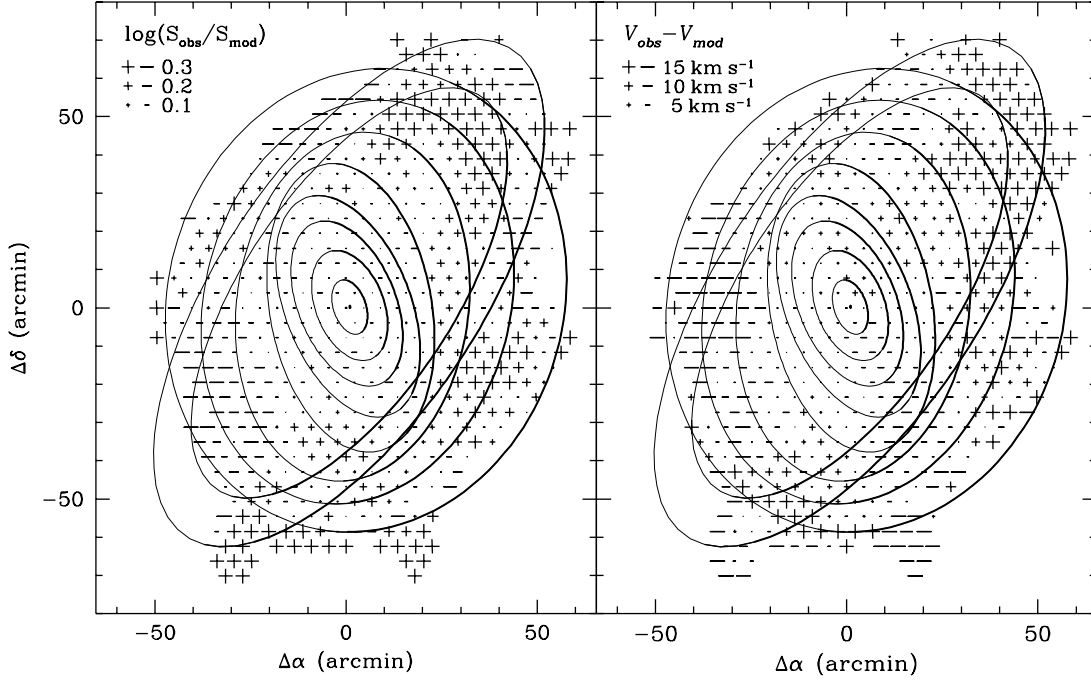 log(S_obs/S_mod)
+ − 0.3
+ - 0.2
+ - 0.1
V_obs−V_mod
+ − 15 km s⁻¹
+ - 10 km s⁻¹
+ - 5 km s⁻¹
50
0
−50
Δδ (arcmin)
−50 0 50
−50 0 50
Δα (arcmin)
Δα (arcmin)